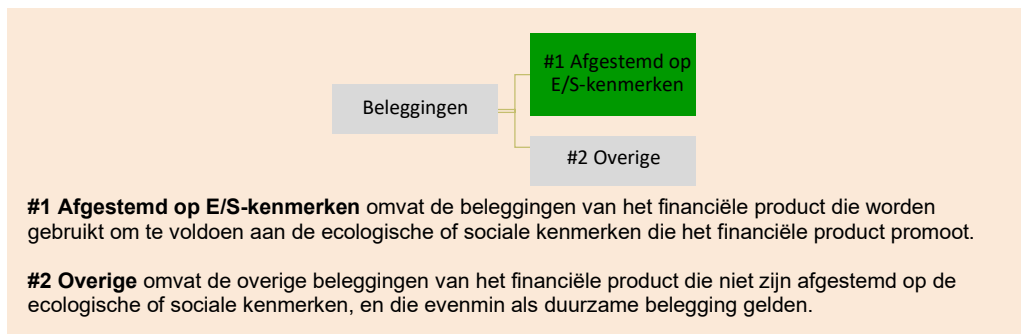 #1 Afgestemd op
E/S-kenmerken
Beleggingen
#2 Overige
#1 Afgestemd op E/S-kenmerken omvat de beleggingen van het financiële product die worden
gebruikt om te voldoen aan de ecologische of sociale kenmerken die het financiële product promoot.
#2 Overige omvat de overige beleggingen van het financiële product die niet zijn afgestemd op de
ecologische of sociale kenmerken, en die evenmin als duurzame belegging gelden.